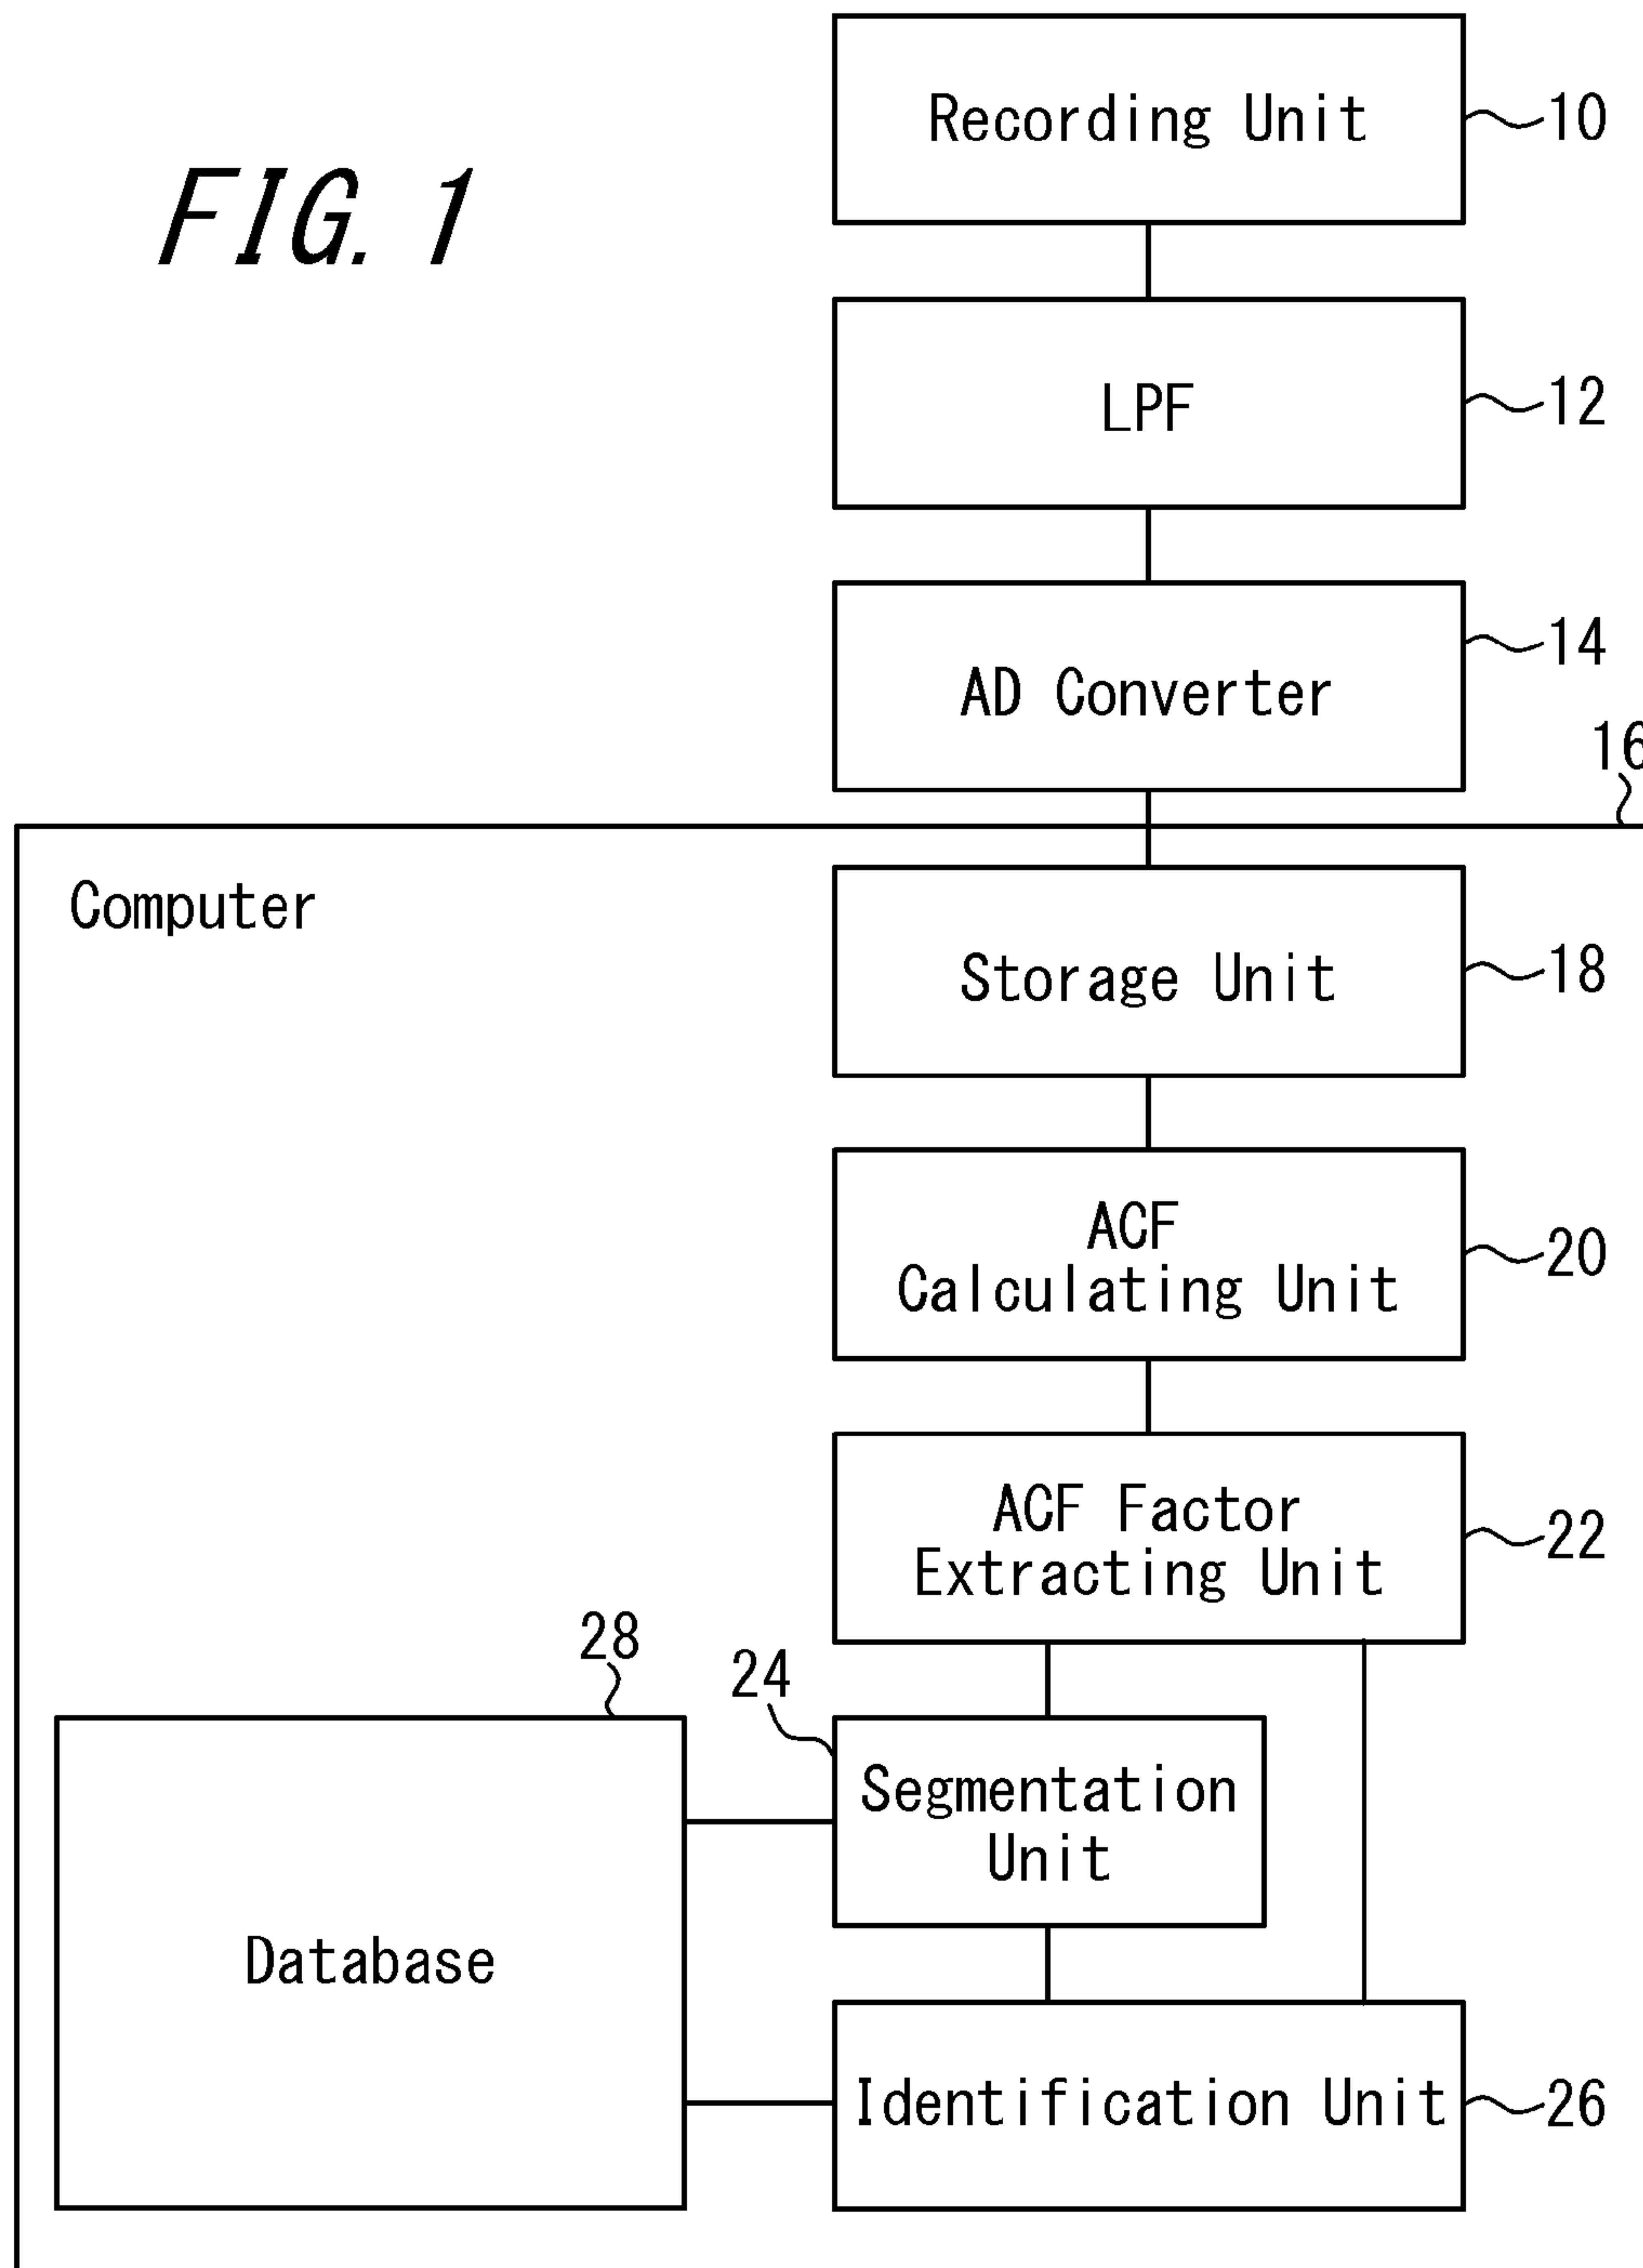 FIG. 1
Recording Unit
10
LPF
12
AD Converter
14
16
Computer
Storage Unit
18
ACF
Calculating Unit
20
ACF Factor
Extracting Unit
22
28
24
Segmentation
Unit
Database
Identification Unit
26